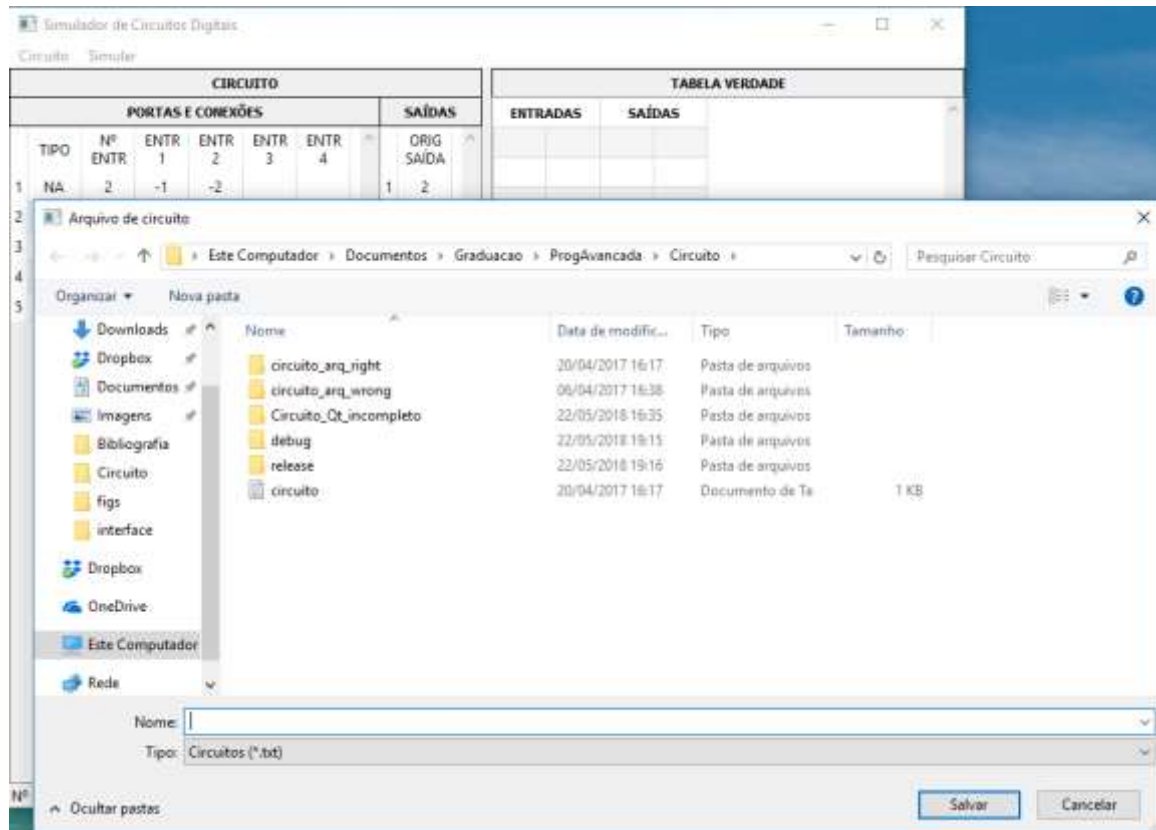 Simulador de Circuitos Digitais
Circuito Simular
CIRCUITO TABELA VERDADE
PORTAS E CONEXÕES SAÍDAS ENTRADAS SAÍDAS
TIPO Nº ENTR ENTR 1 ENTR 2 ENTR 3 ENTR 4 ORIG SAÍDA
1 NA 2 -1 -2 1 2
2
3
4
5
Arquivo de circuito
Este Computador › Documentos › Graduacao › ProgAvancada › Circuito ›
Pesquisar Circuito
Organizar Nova pasta
Nome Data de modific... Tipo Tamanho
Downloads
Dropbox
Documentos
Imagens
Bibliografia
Circuito
figs
interface
Dropbox
OneDrive
Este Computador
Rede
circuito_arq_right 20/04/2017 16:17 Pasta de arquivos
circuito_arq_wrong 06/04/2017 16:38 Pasta de arquivos
Circuito_Qt_incompleto 22/05/2018 16:35 Pasta de arquivos
debug 22/05/2018 19:15 Pasta de arquivos
release 22/05/2018 19:16 Pasta de arquivos
circuito 20/04/2017 16:17 Documento de Te 1 KB
Nome:
Tipo: Circuitos (*.txt)
Nº
Ocultar pastas
Salvar Cancelar